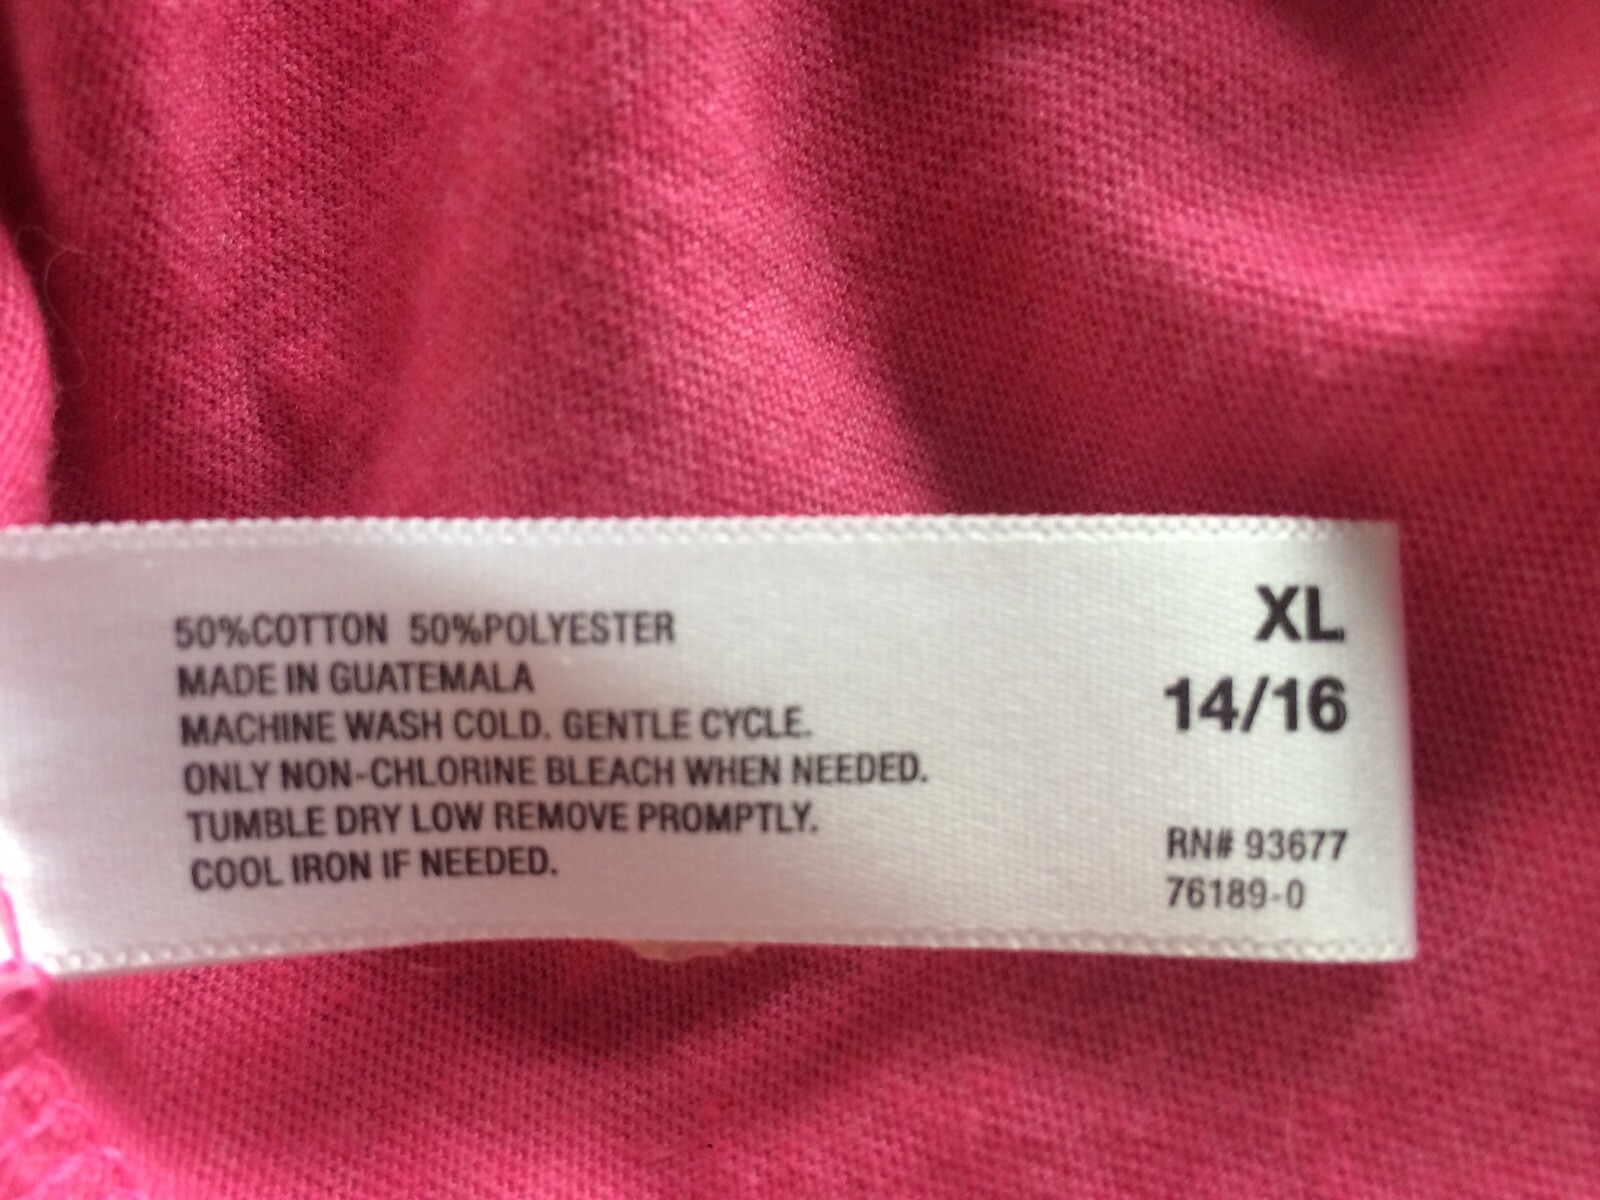 50%COTTON 50%POLYESTER
MADE IN GUATEMALA
MACHINE WASH COLD. GENTLE CYCLE.
ONLY NON-CHLORINE BLEACH WHEN NEEDED.
TUMBLE DRY LOW REMOVE PROMPTLY.
COOL IRON IF NEEDED.
XL
14/16
RN# 93677
76189-0